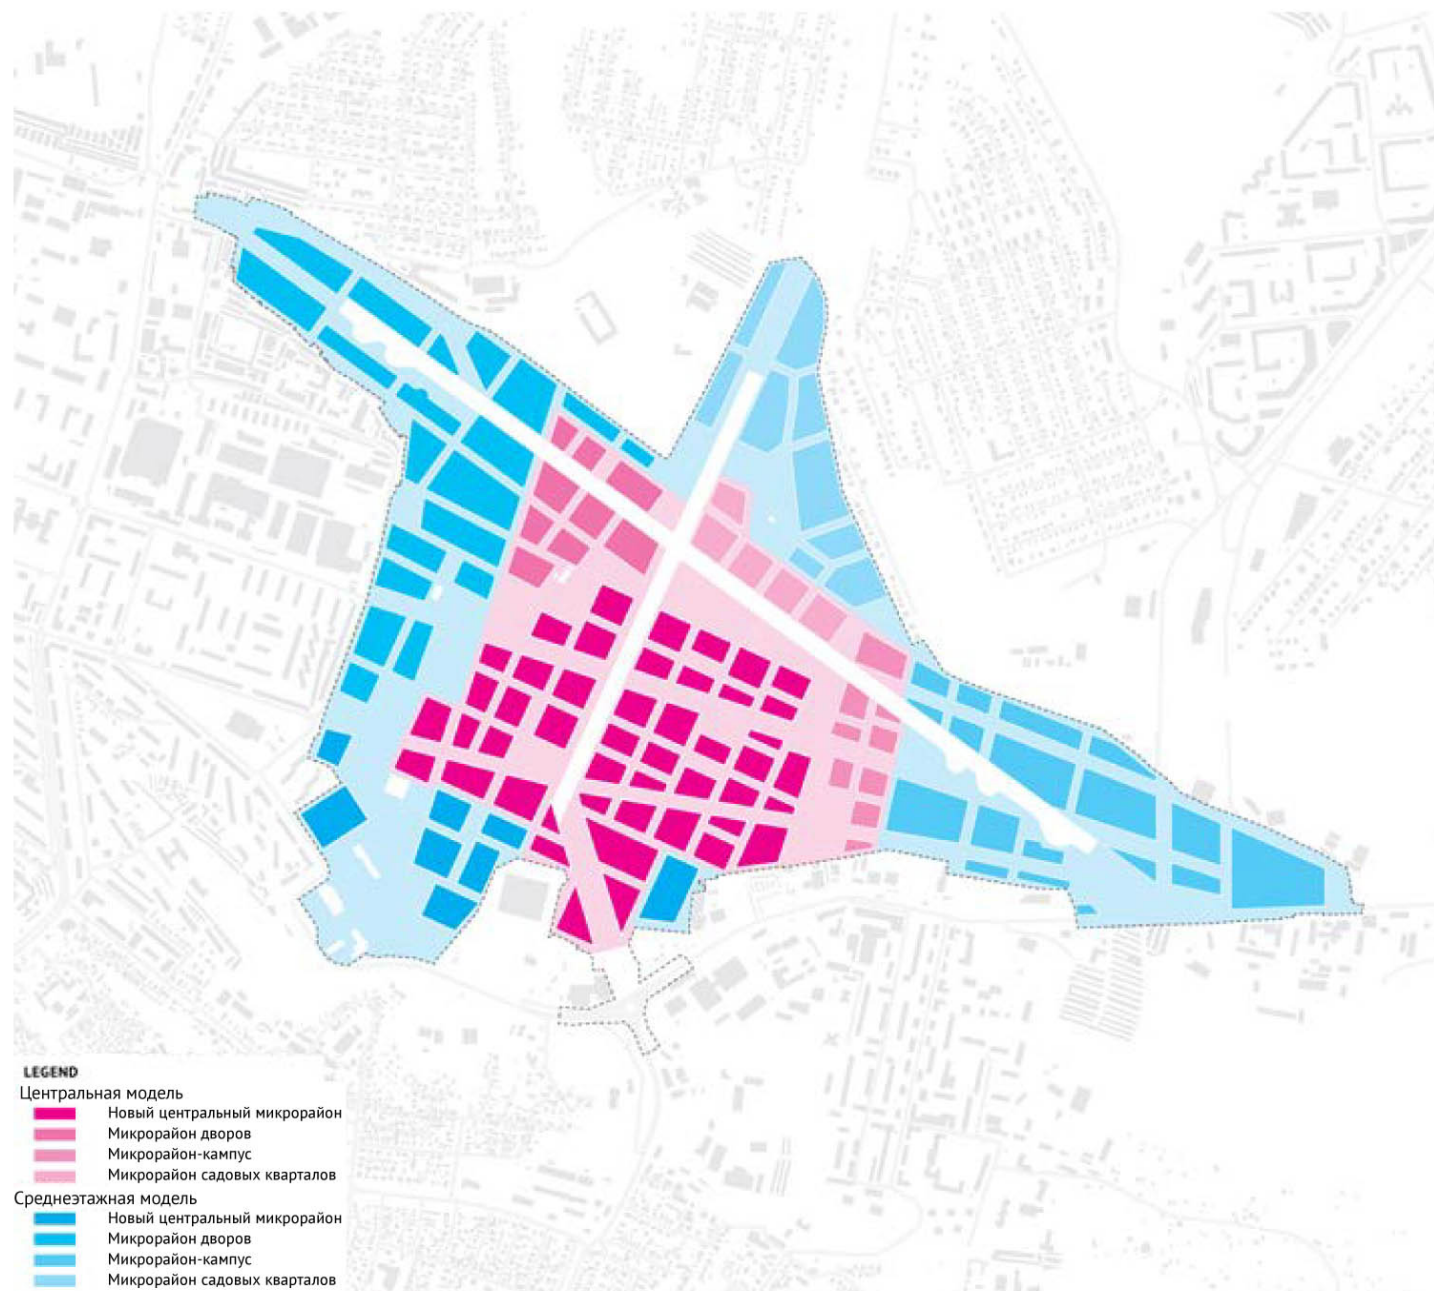 LEGEND
Центральная модель
Новый центральный микрорайон
Микрорайон дворов
Микрорайон-кампус
Микрорайон садовых кварталов
Среднеэтажная модель
Новый центральный микрорайон
Микрорайон дворов
Микрорайон-кампус
Микрорайон садовых кварталов